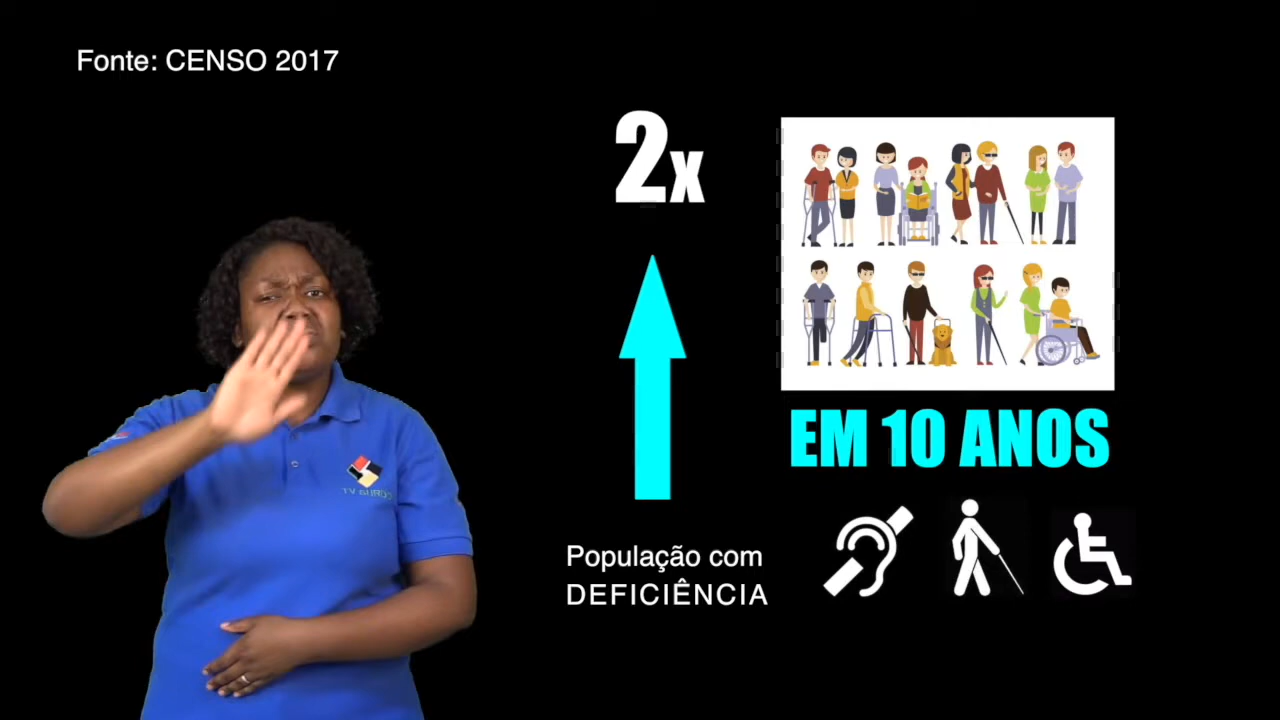 Fonte: CENSO 2017
2x
EM 10 ANOS
População com
DEFICIÊNCIA